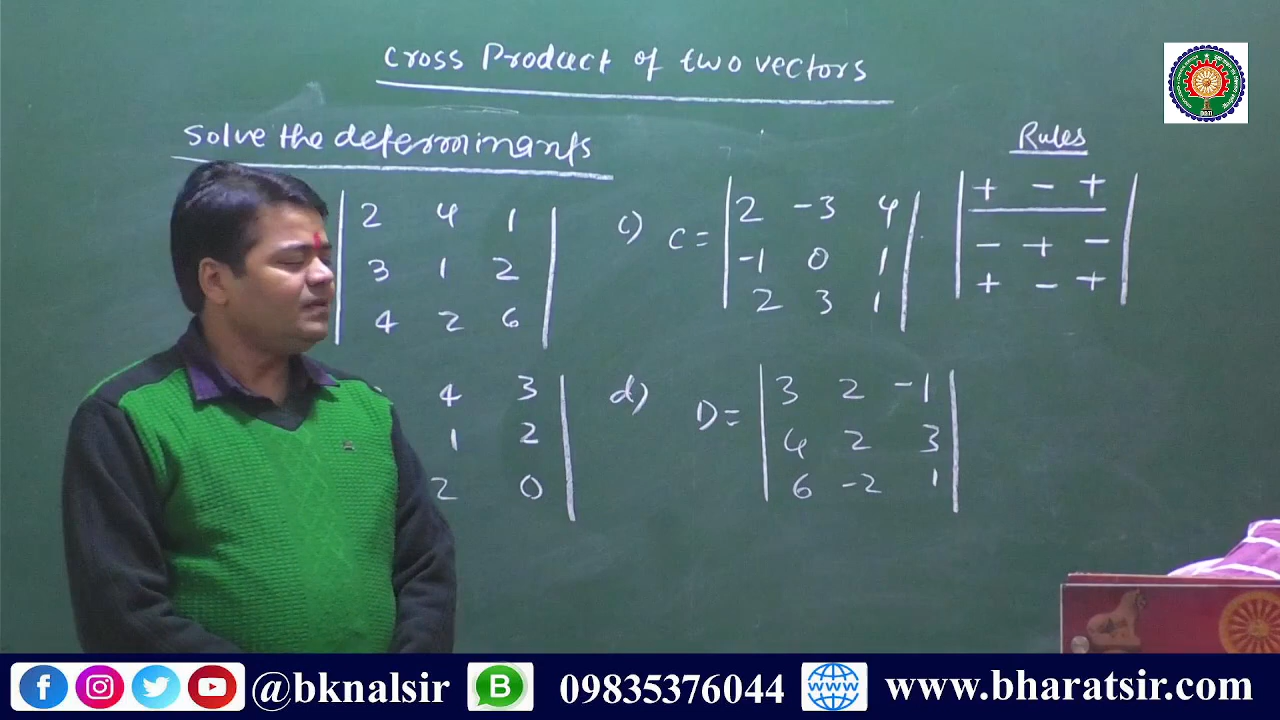 Cross Product of two vectors
Solve the determinants
Rules
2 4 1
3 1 2
4 2 6
c) C = 2 -3 4
-1 0 1
2 3 1
+ - +
- + -
+ - +
4 3
1 2
2 0
d) D = 3 2 -1
4 2 3
6 -2 1
@bknalsir
B
09835376044
www
www.bharatsir.com